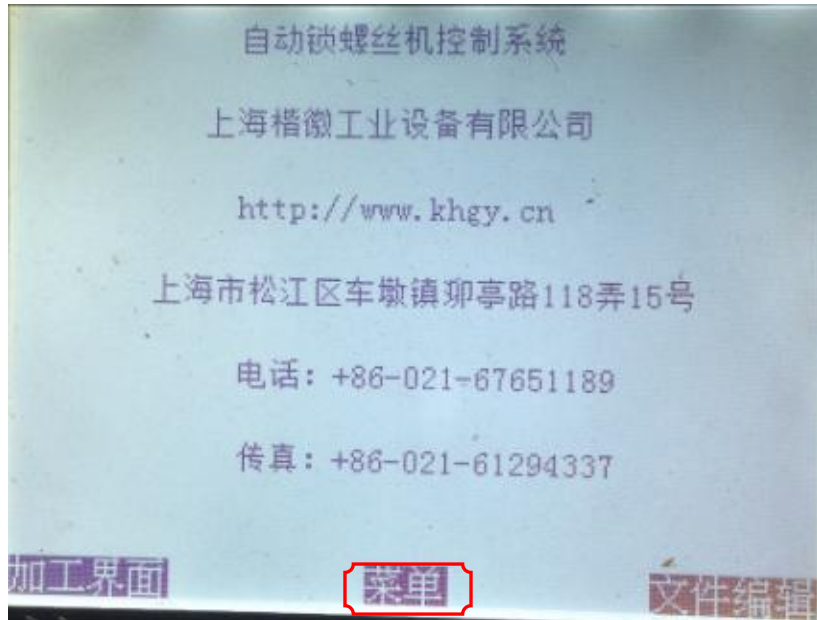 自动锁螺丝机控制系统
上海楷徽工业设备有限公司
http://www.khgy.cn
上海市松江区车墩镇泖亭路118弄15号
电话：+86-021-67651189
传真：+86-021-61294337
加工界面 菜单 文件编辑